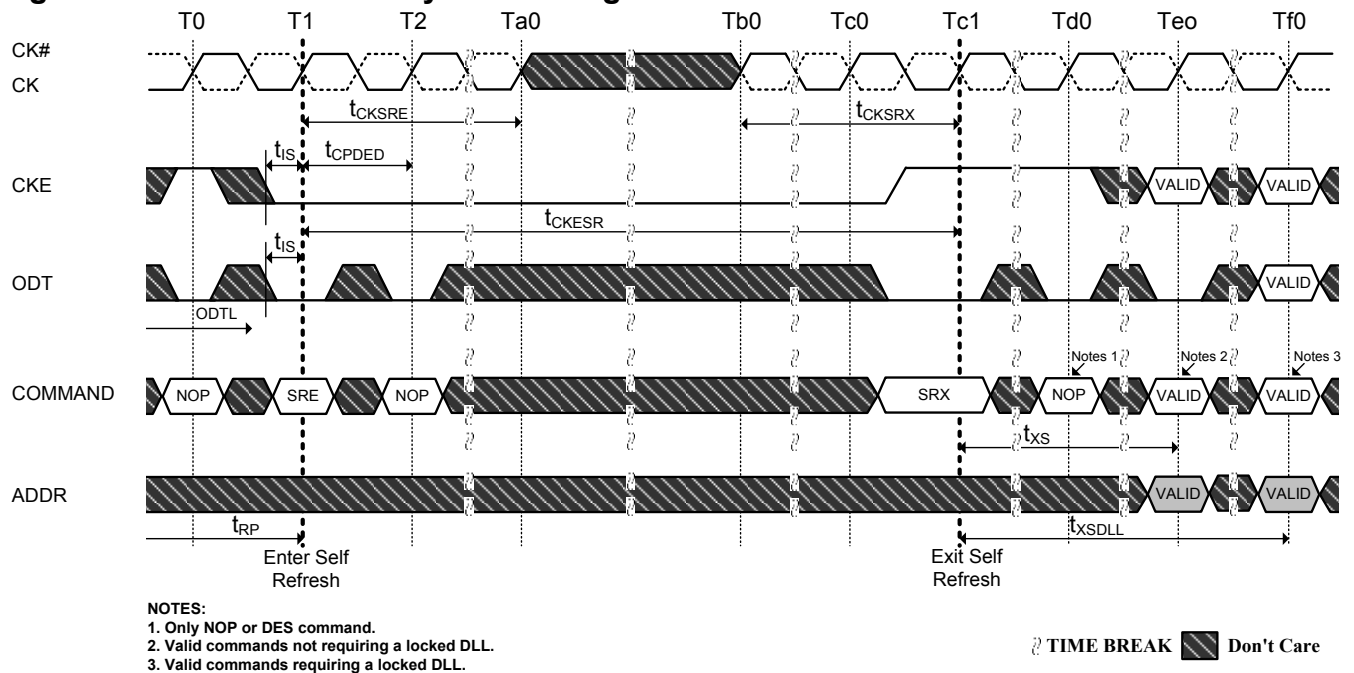 T0 T1 T2 Ta0 Tb0 Tc0 Tc1 Td0 Teo Tf0
CK#
CK
tCKSRE tCKSRX
tIS tCPDED
CKE VALID VALID
tCKESR
tIS
ODT VALID
ODTL
Notes 1 Notes 2 Notes 3
COMMAND NOP SRE NOP SRX NOP VALID VALID
tXS
ADDR VALID VALID
tRP tXSDLL
Enter Self Refresh
Exit Self Refresh
NOTES:
1. Only NOP or DES command.
2. Valid commands not requiring a locked DLL.
3. Valid commands requiring a locked DLL.
TIME BREAK Don't Care